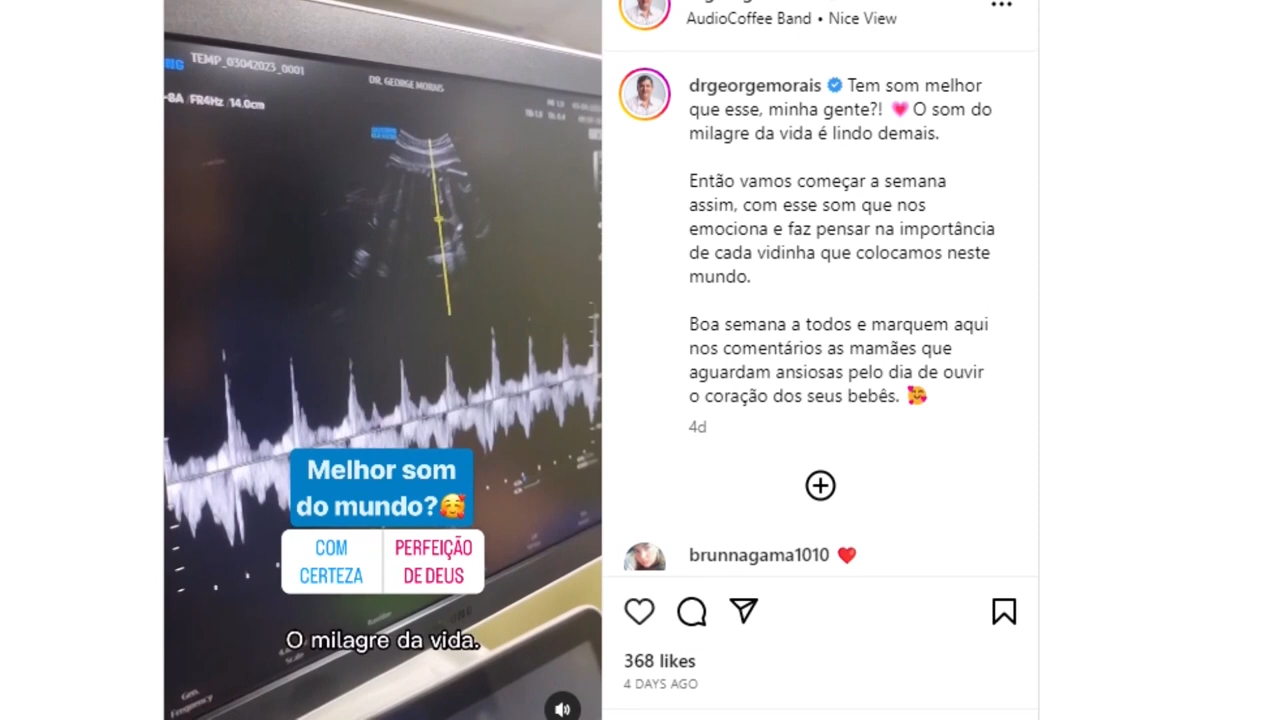 TEMP_03042023_0001
DR. GEORGE MORAIS
-8A / FR4Hz / 14.0cm
Melhor som
do mundo?🥰
COM
CERTEZA
PERFEIÇÃO
DE DEUS
O milagre da vida.
Gen.
Frequency
AudioCoffee Band • Nice View
drgeorgemorais Tem som melhor
que esse, minha gente?! 💗 O som do
milagre da vida é lindo demais.
Então vamos começar a semana
assim, com esse som que nos
emociona e faz pensar na importância
de cada vidinha que colocamos neste
mundo.
Boa semana a todos e marquem aqui
nos comentários as mamães que
aguardam ansiosas pelo dia de ouvir
o coração dos seus bebês. 🥰
4d
brunnagama1010 ❤️
368 likes
4 DAYS AGO